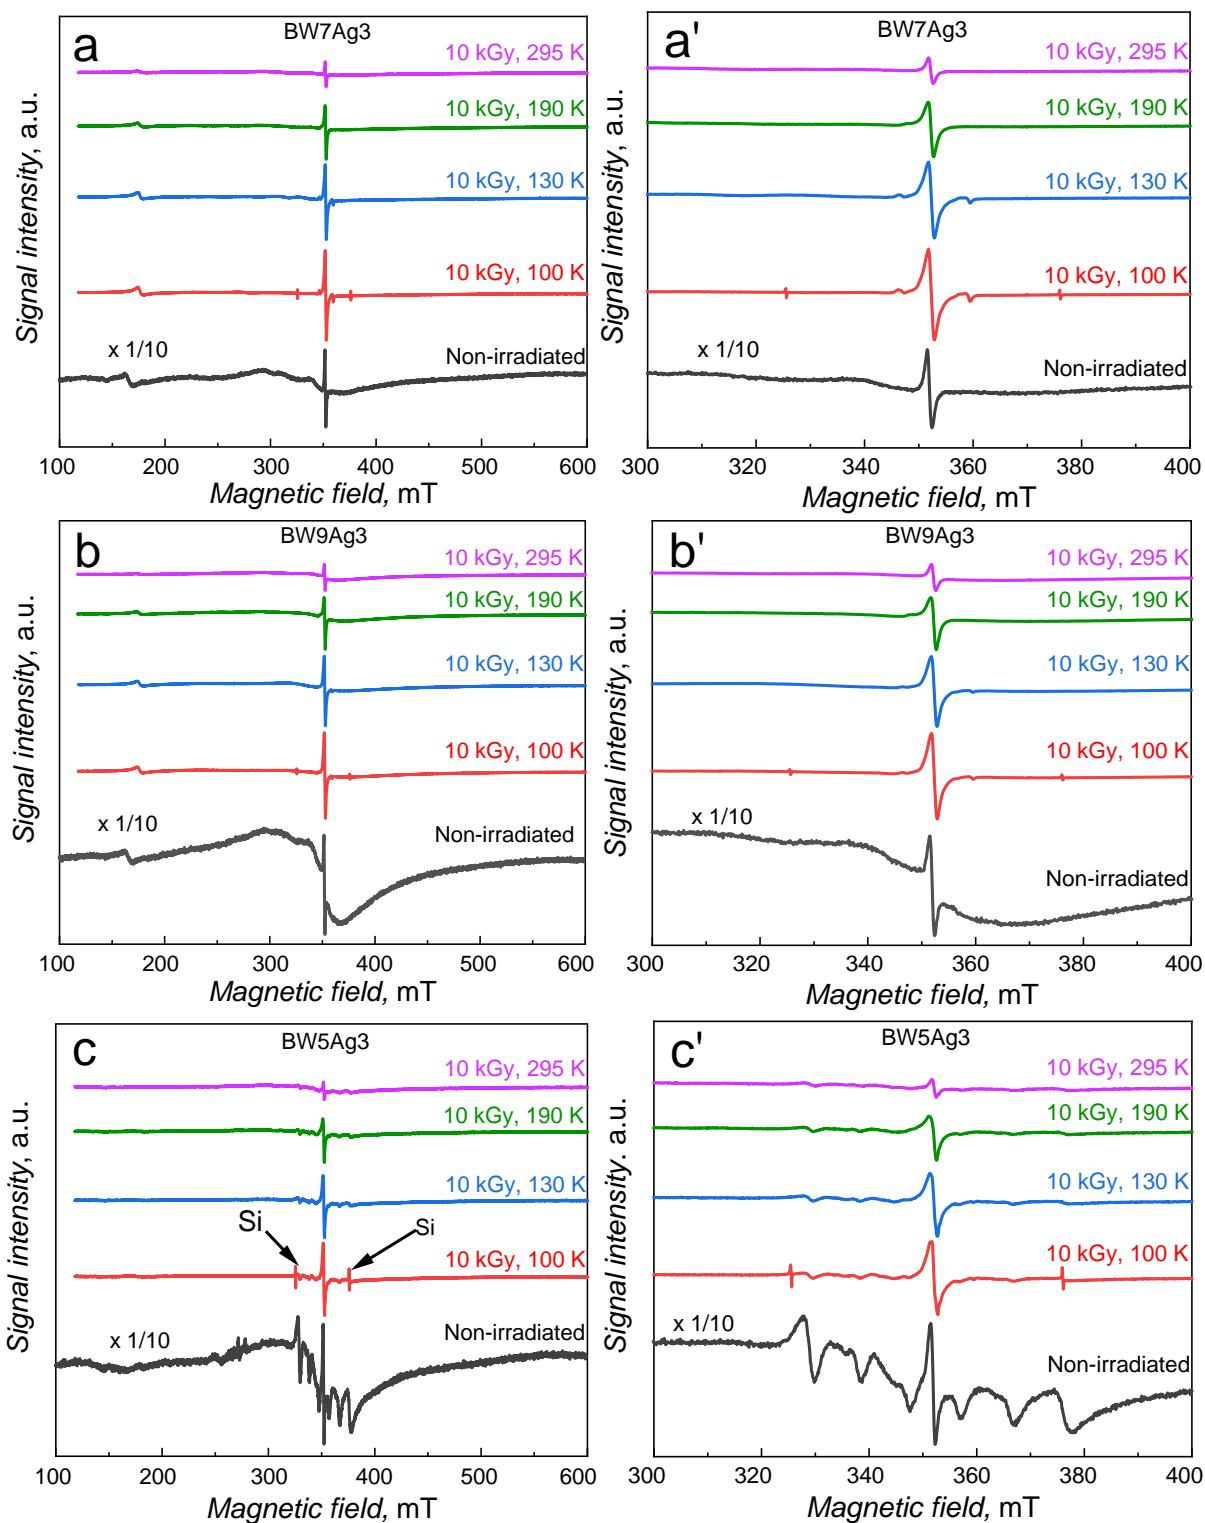 a
BW7Ag3
10 kGy, 295 K
10 kGy, 190 K
10 kGy, 130 K
10 kGy, 100 K
x 1/10
Non-irradiated
Signal intensity, a.u.
100 200 300 400 500 600
Magnetic field, mT
a'
BW7Ag3
10 kGy, 295 K
10 kGy, 190 K
10 kGy, 130 K
10 kGy, 100 K
x 1/10
Non-irradiated
Signal intensity, a.u.
300 320 340 360 380 400
Magnetic field, mT
b
BW9Ag3
10 kGy, 295 K
10 kGy, 190 K
10 kGy, 130 K
10 kGy, 100 K
x 1/10
Non-irradiated
Signal intensity, a.u.
100 200 300 400 500 600
Magnetic field, mT
b'
BW9Ag3
10 kGy, 295 K
10 kGy, 190 K
10 kGy, 130 K
10 kGy, 100 K
x 1/10
Non-irradiated
Signal intensity, a.u.
300 320 340 360 380 400
Magnetic field, mT
c
BW5Ag3
10 kGy, 295 K
10 kGy, 190 K
10 kGy, 130 K
Si
Si
10 kGy, 100 K
x 1/10
Non-irradiated
Signal intensity, a.u.
100 200 300 400 500 600
Magnetic field, mT
c'
BW5Ag3
10 kGy, 295 K
10 kGy, 190 K
10 kGy, 130 K
10 kGy, 100 K
x 1/10
Non-irradiated
Signal intensity. a.u.
300 320 340 360 380 400
Magnetic field, mT